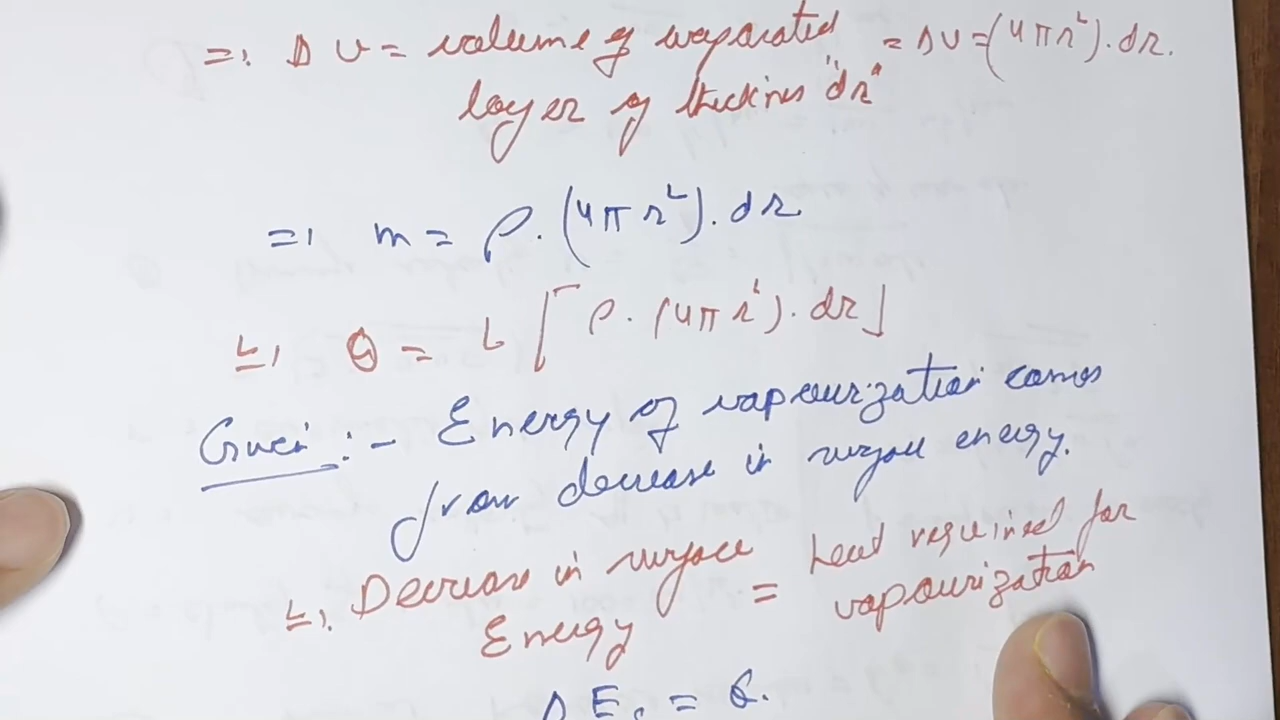 => ΔV = volume of evaporated = ΔV = (4πr²).dr.
layer of thickness "dr"
=> m = ρ.(4πr²).dr
=> Q = L[ρ.(4πr²).dr]
Given :- Energy of vapourization comes
from decrease in surface energy.
=> Decrease in surface = heat required for
Energy vapourization
ΔE = Q.